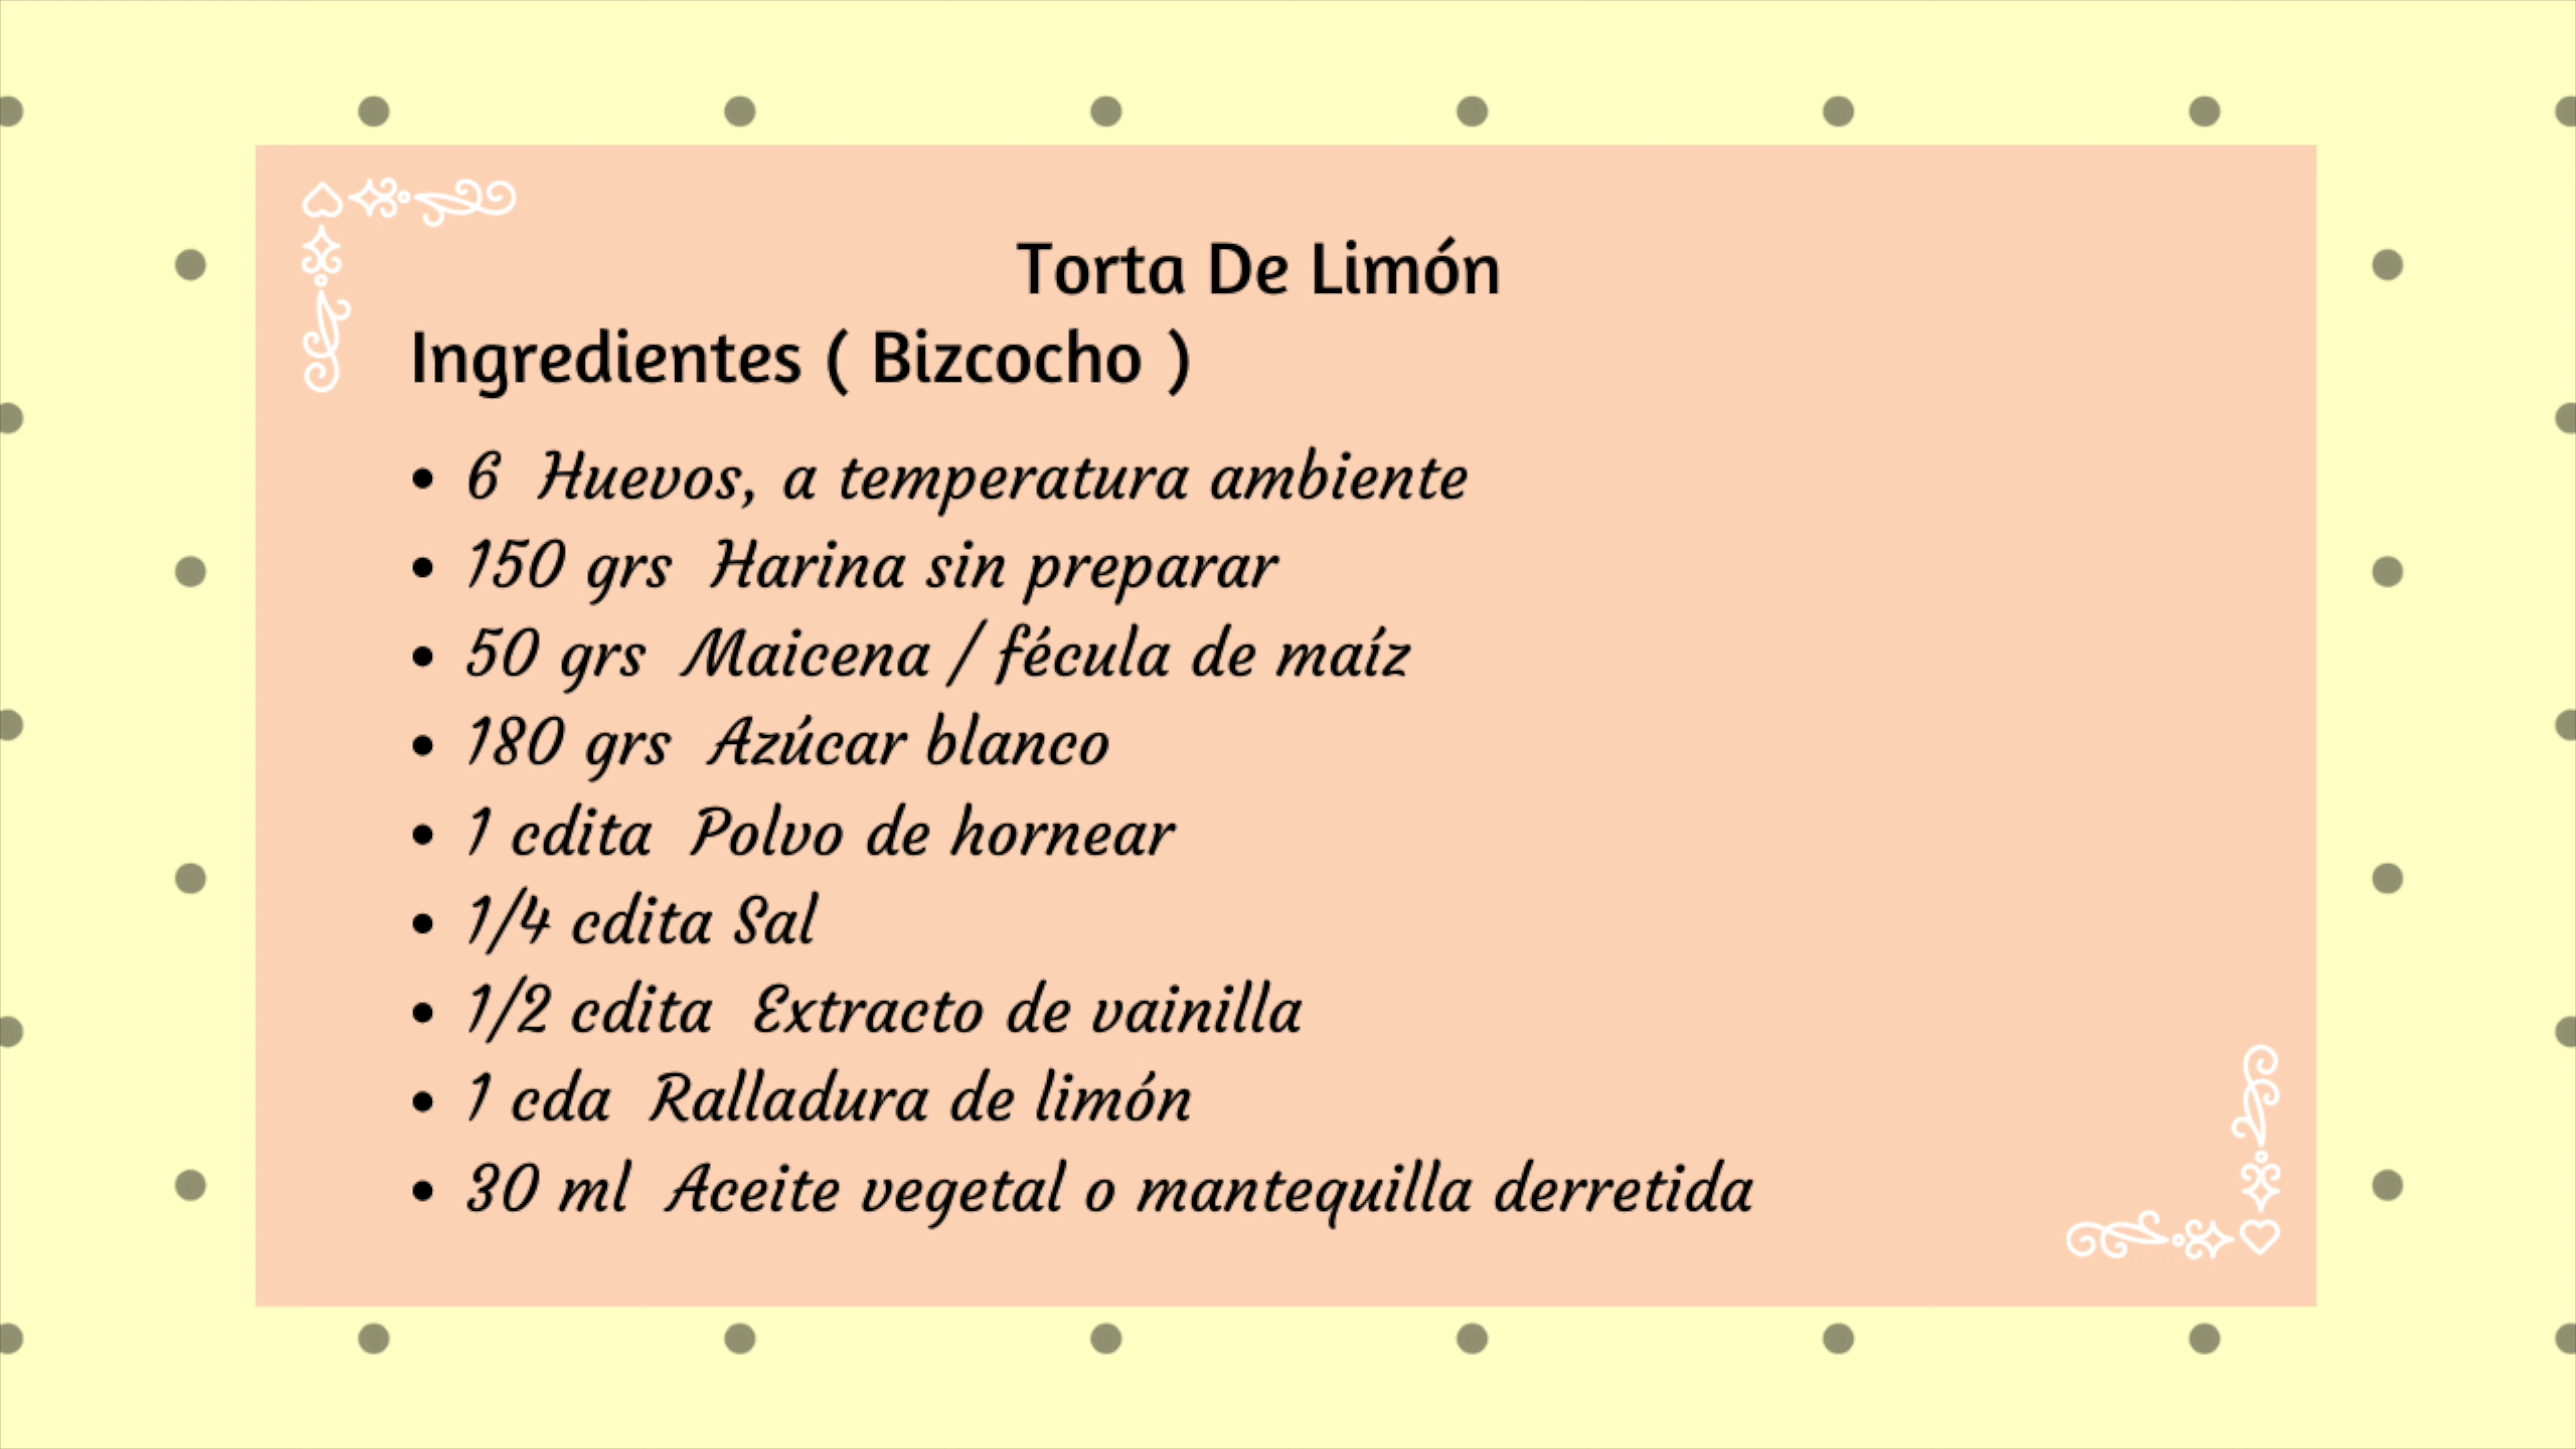 Torta De Limón
Ingredientes ( Bizcocho )
• 6 Huevos, a temperatura ambiente
• 150 grs Harina sin preparar
• 50 grs Maicena / fécula de maíz
• 180 grs Azúcar blanco
• 1 cdita Polvo de hornear
• 1/4 cdita Sal
• 1/2 cdita Extracto de vainilla
• 1 cda Ralladura de limón
• 30 ml Aceite vegetal o mantequilla derretida